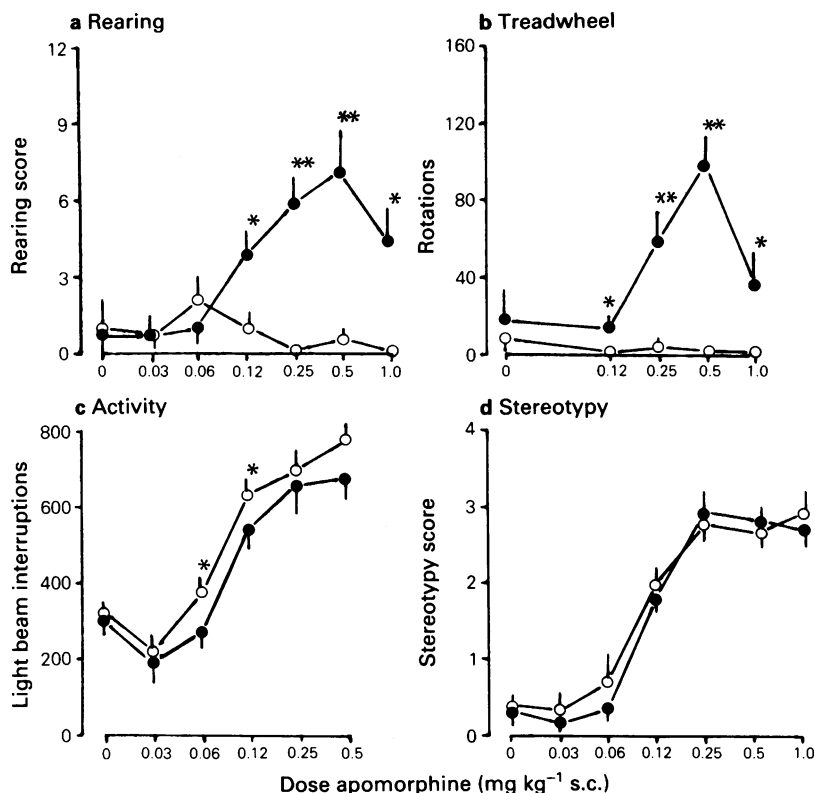 a Rearing
12
9
6
3
0
Rearing score
*
**
**
*
0 0.03 0.06 0.12 0.25 0.5 1.0
b Treadwheel
160
120
80
40
0
Rotations
*
**
**
*
0 0.12 0.25 0.5 1.0
c Activity
800
600
400
200
0
Light beam interruptions
*
*
0 0.03 0.06 0.12 0.25 0.5
d Stereotypy
4
3
2
1
0
Stereotypy score
0 0.03 0.06 0.12 0.25 0.5 1.0
Dose apomorphine (mg kg⁻¹ s.c.)